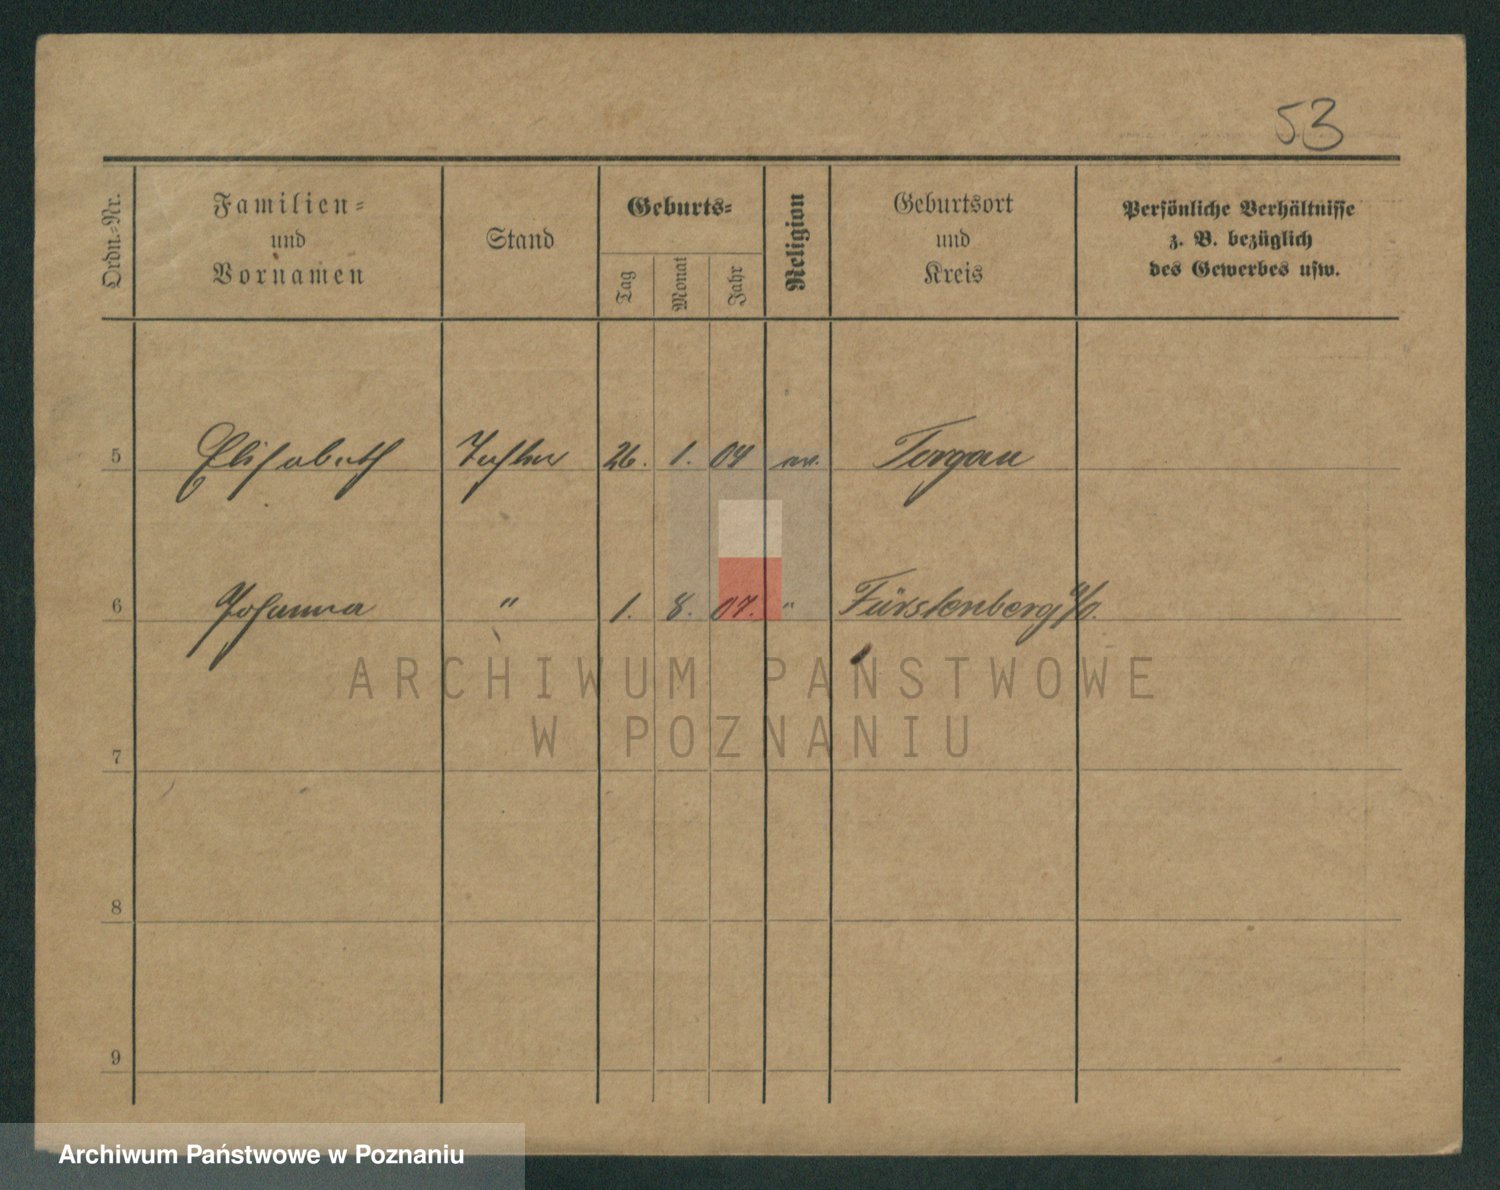 53
Ordn.-Nr.
Familien-
und
Vornamen
Stand
Geburts-
Tag
Monat
Jahr
Religion
Geburtsort
und
Kreis
Persönliche Verhältnisse
z. B. bezüglich
des Gewerbes usw.
5 Elisabeth Tochter 26. 1. 04 ev. Torgau
6 Johanna " 1. 8. 07. " Fürstenberg a/O.
7
8
9
ARCHIWUM PAŃSTWOWE
W POZNANIU
Archiwum Państwowe w Poznaniu